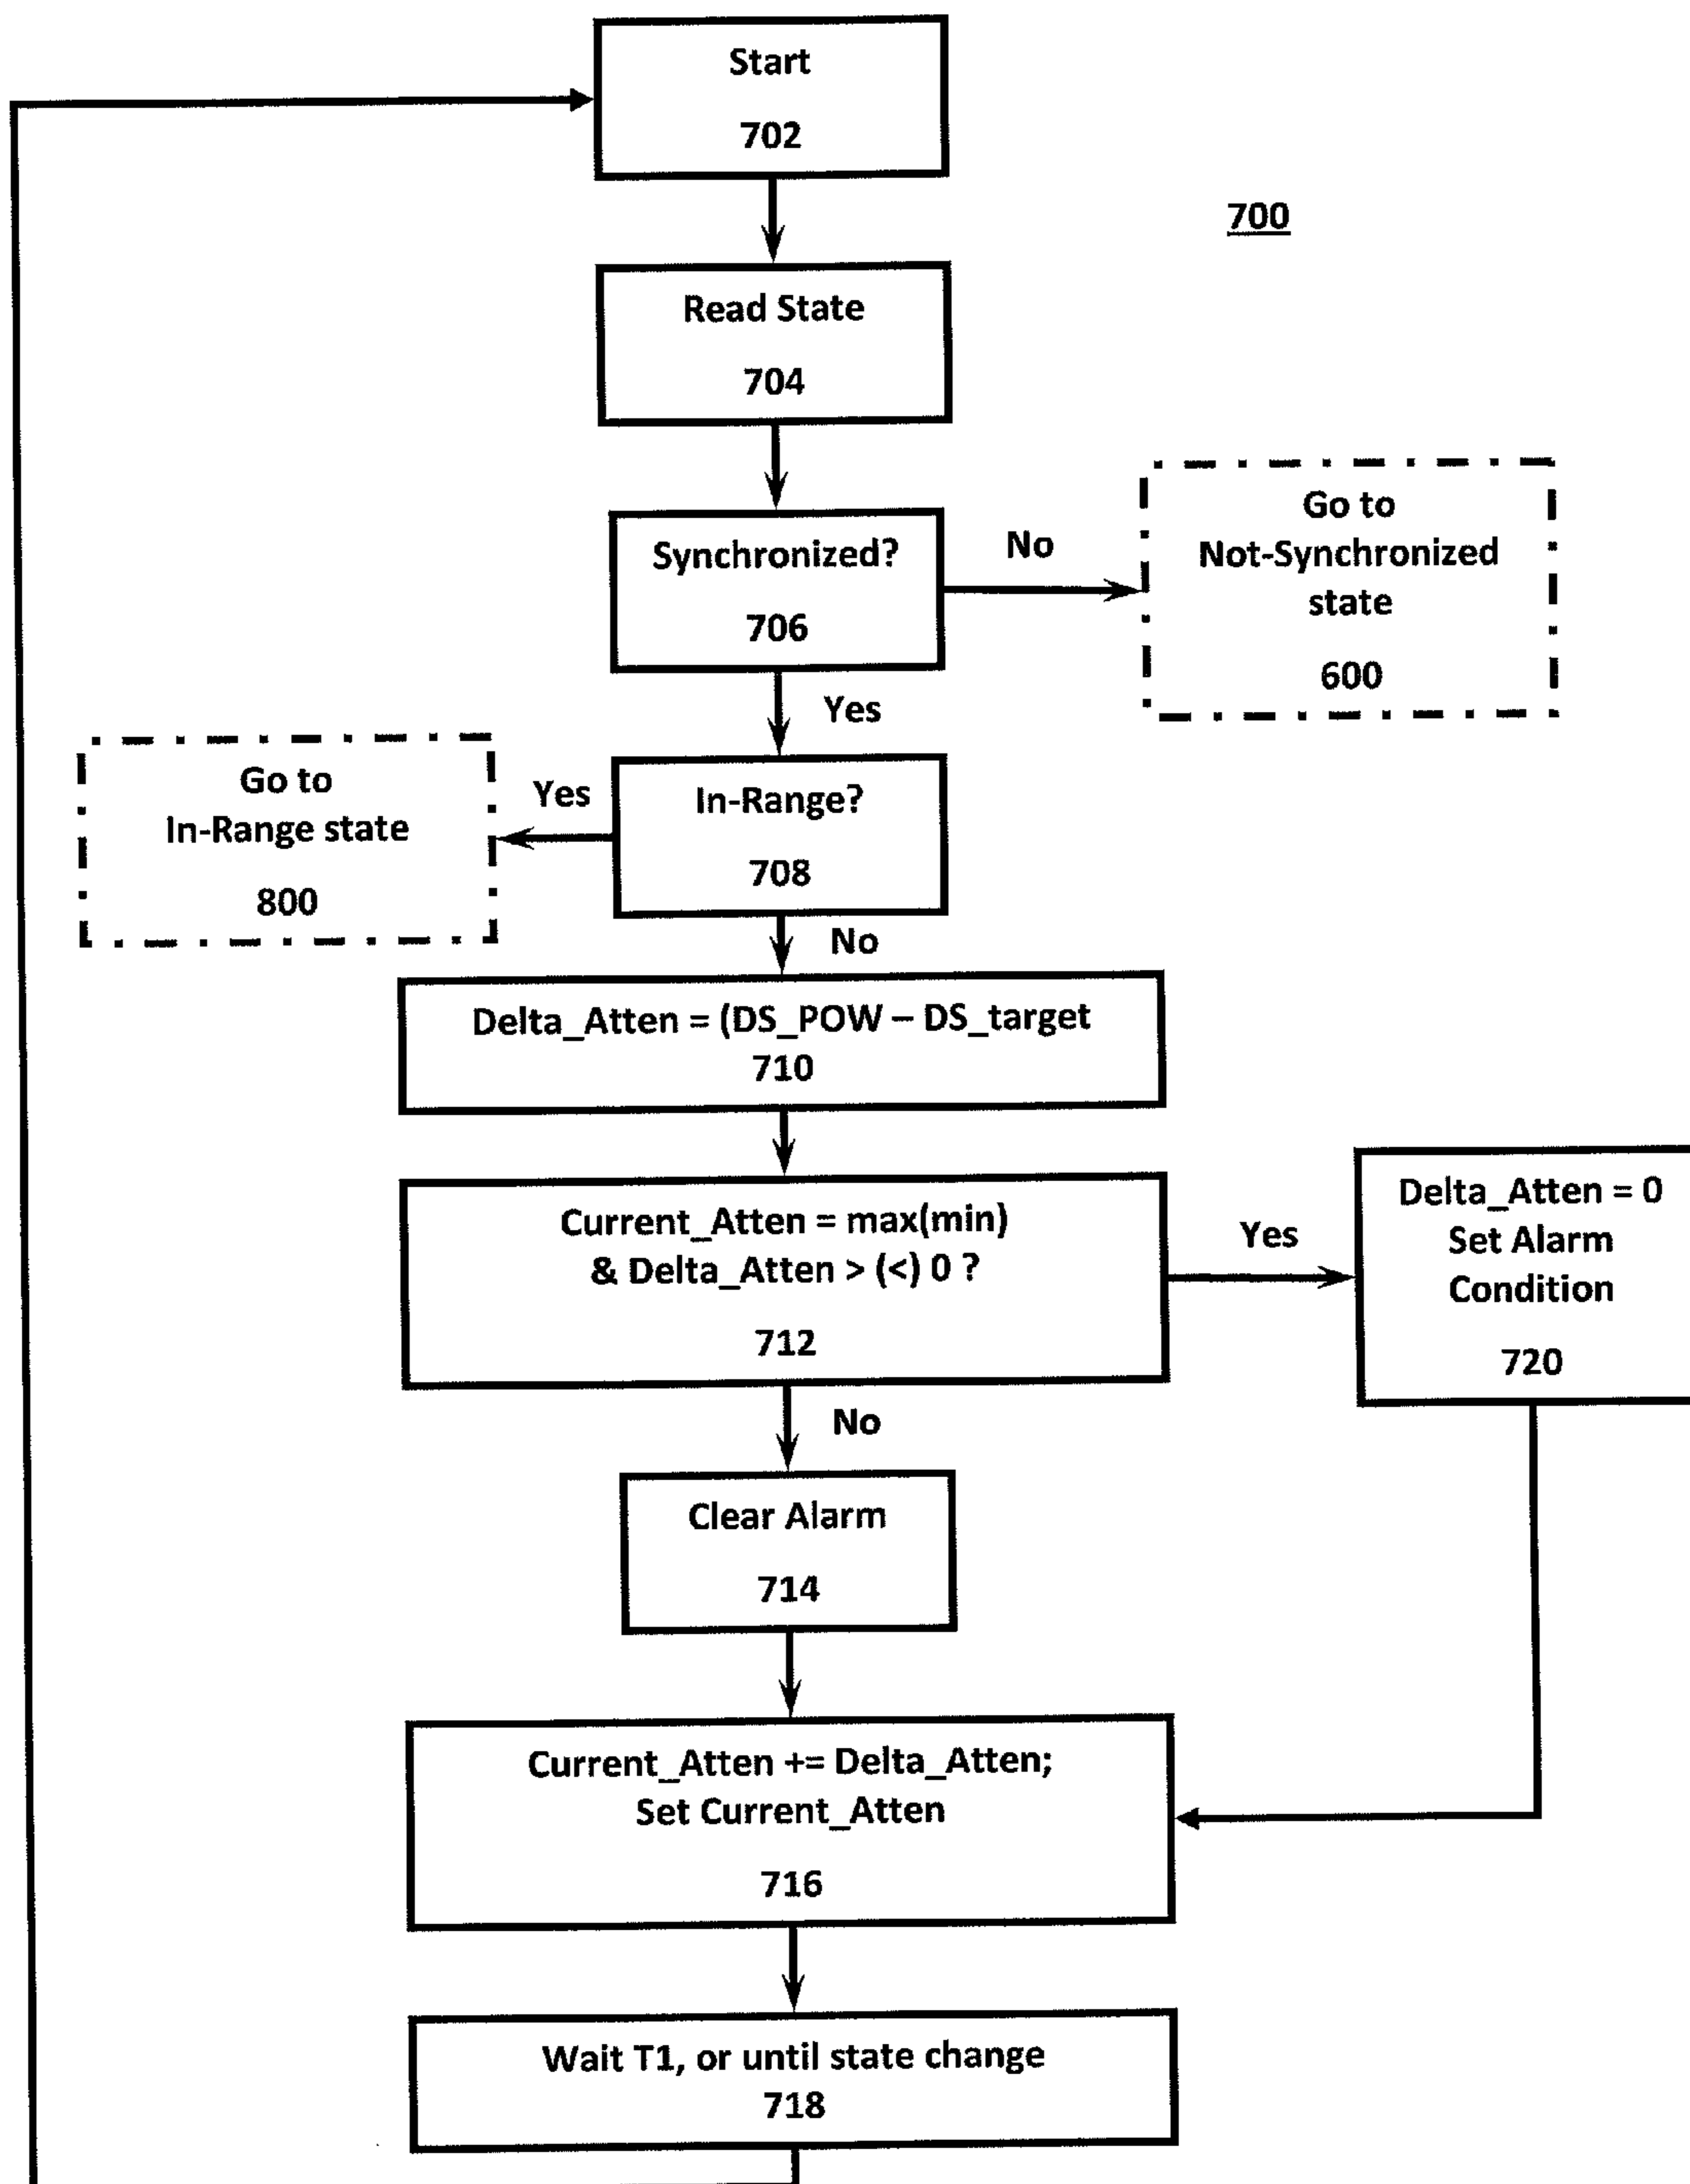 Start
702
700
Read State
704
Synchronized?
706
No
Go to
Not-Synchronized
state
600
Yes
Go to
In-Range state
800
Yes
In-Range?
708
No
Delta_Atten = (DS_POW – DS_target
710
Current_Atten = max(min)
& Delta_Atten > (<) 0 ?
712
Yes
Delta_Atten = 0
Set Alarm
Condition
720
No
Clear Alarm
714
Current_Atten += Delta_Atten;
Set Current_Atten
716
Wait T1, or until state change
718